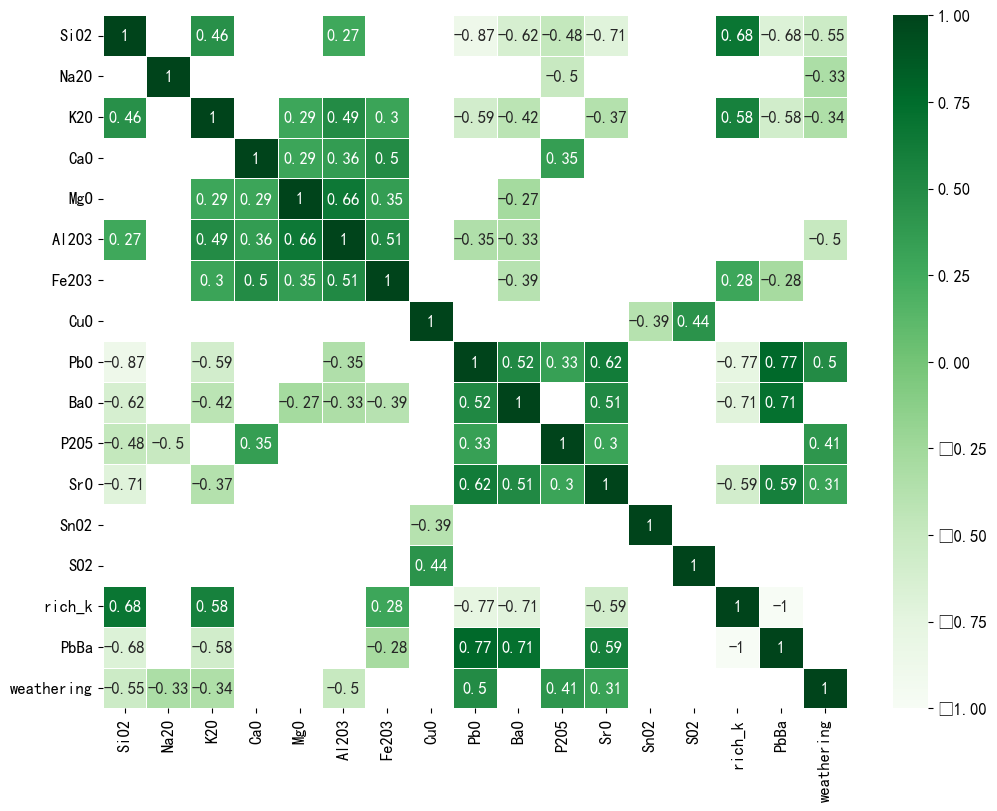 SiO2 1 0.46 0.27 −0.87 −0.62 −0.48 −0.71 0.68 −0.68 −0.55
Na2O 1 −0.5 −0.33
K2O 0.46 1 0.29 0.49 0.3 −0.59 −0.42 −0.37 0.58 −0.58 −0.34
CaO 1 0.29 0.36 0.5 0.35
MgO 0.29 0.29 1 0.66 0.35 −0.27
Al2O3 0.27 0.49 0.36 0.66 1 0.51 −0.35 −0.33 −0.5
Fe2O3 0.3 0.5 0.35 0.51 1 −0.39 0.28 −0.28
CuO 1 −0.39 0.44
PbO −0.87 −0.59 −0.35 1 0.52 0.33 0.62 −0.77 0.77 0.5
BaO −0.62 −0.42 −0.27 −0.33 −0.39 0.52 1 0.51 −0.71 0.71
P2O5 −0.48 −0.5 0.35 0.33 1 0.3 0.41
SrO −0.71 −0.37 0.62 0.51 0.3 1 −0.59 0.59 0.31
SnO2 −0.39 1
SO2 0.44 1
rich_k 0.68 0.58 0.28 −0.77 −0.71 −0.59 1 −1
PbBa −0.68 −0.58 −0.28 0.77 0.71 0.59 −1 1
weathering −0.55 −0.33 −0.34 −0.5 0.5 0.41 0.31 1
SiO2 Na2O K2O CaO MgO Al2O3 Fe2O3 CuO PbO BaO P2O5 SrO SnO2 SO2 rich_k PbBa weathering
1.00
0.75
0.50
0.25
0.00
□0.25
□0.50
□0.75
□1.00